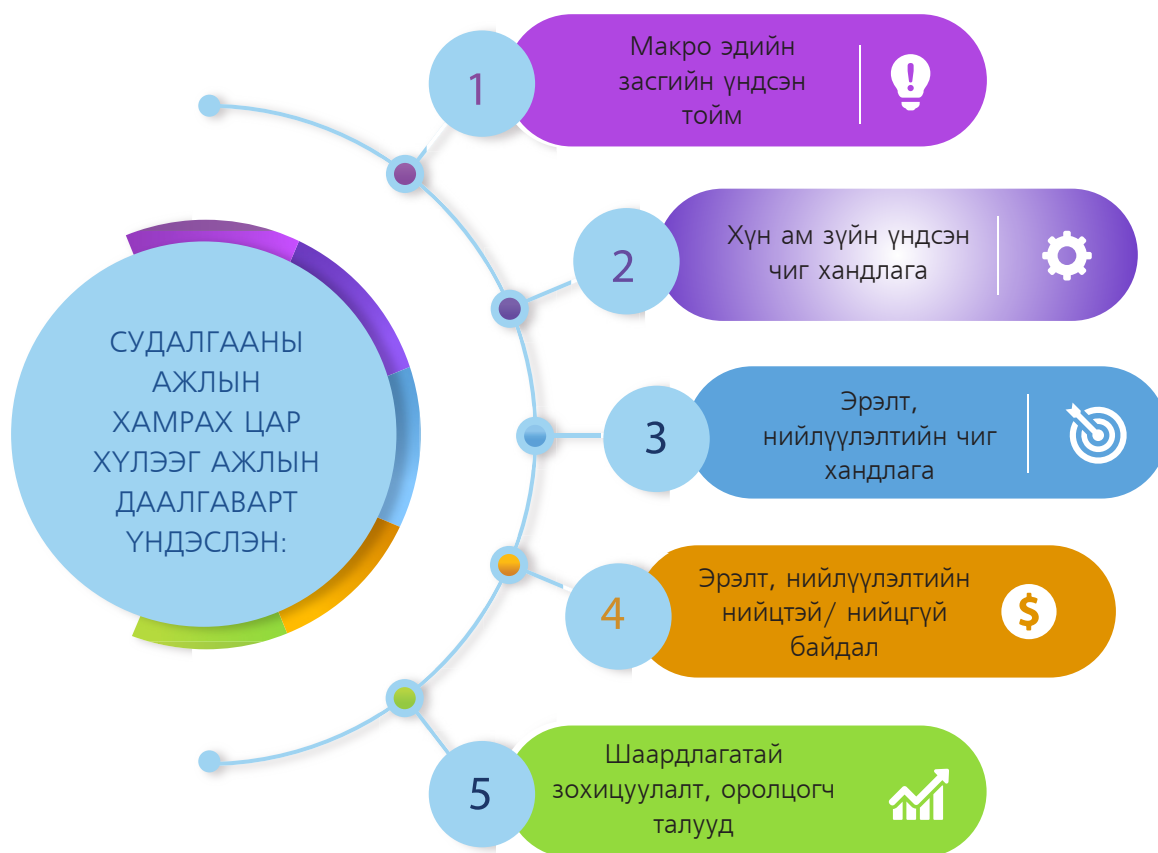 СУДАЛГААНЫ
АЖЛЫН
ХАМРАХ ЦАР
ХҮЛЭЭГ АЖЛЫН
ДААЛГАВАРТ
ҮНДЭСЛЭН:
1
Макро эдийн
засгийн үндсэн
тойм
2
Хүн ам зүйн үндсэн
чиг хандлага
3
Эрэлт,
нийлүүлэлтийн чиг
хандлага
4
Эрэлт, нийлүүлэлтийн
нийцтэй/ нийцгүй
байдал
$
5
Шаардлагатай
зохицуулалт, оролцогч
талууд